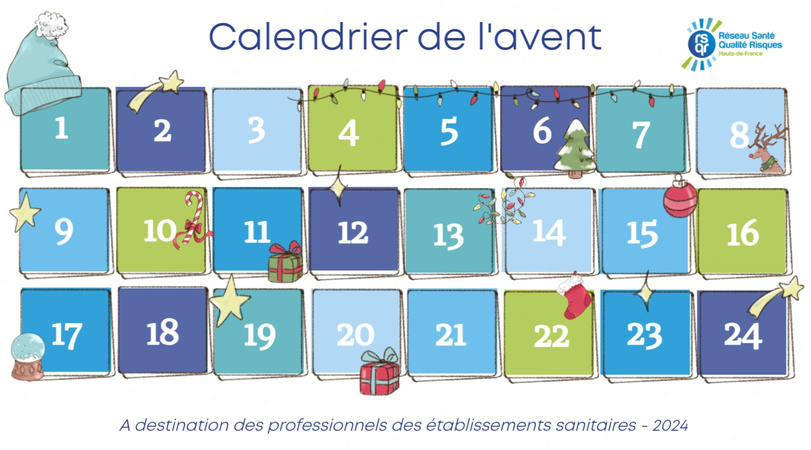 Calendrier de l'avent
rsqr
Réseau Santé
Qualité Risques
Hauts-de-France
1 2 3 4 5 6 7 8
9 10 11 12 13 14 15 16
17 18 19 20 21 22 23 24
A destination des professionnels des établissements sanitaires - 2024